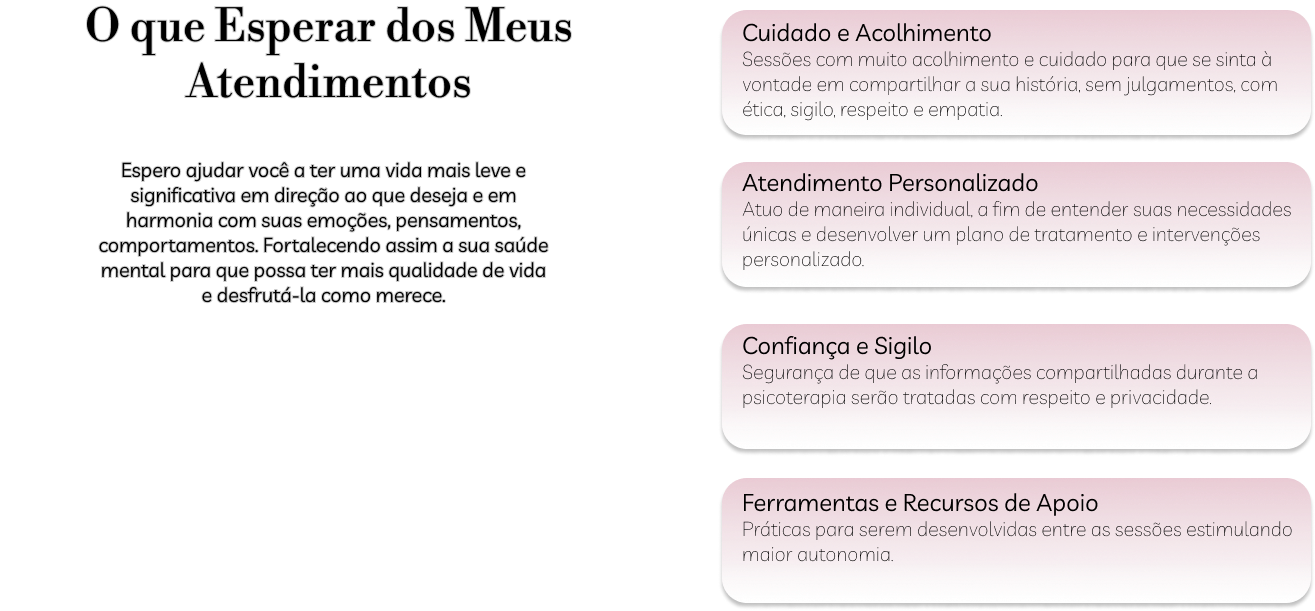 O que Esperar dos Meus
Atendimentos
Espero ajudar você a ter uma vida mais leve e
significativa em direção ao que deseja e em
harmonia com suas emoções, pensamentos,
comportamentos. Fortalecendo assim a sua saúde
mental para que possa ter mais qualidade de vida
e desfrutá-la como merece.
Cuidado e Acolhimento
Sessões com muito acolhimento e cuidado para que se sinta à
vontade em compartilhar a sua história, sem julgamentos, com
ética, sigilo, respeito e empatia.
Atendimento Personalizado
Atuo de maneira individual, a fim de entender suas necessidades
únicas e desenvolver um plano de tratamento e intervenções
personalizado.
Confiança e Sigilo
Segurança de que as informações compartilhadas durante a
psicoterapia serão tratadas com respeito e privacidade.
Ferramentas e Recursos de Apoio
Práticas para serem desenvolvidas entre as sessões estimulando
maior autonomia.